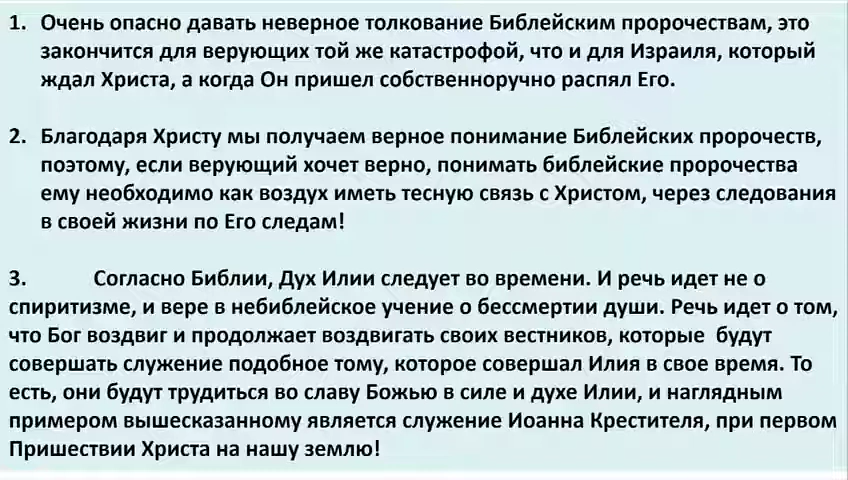 1. Очень опасно давать неверное толкование Библейским пророчествам, это
закончится для верующих той же катастрофой, что и для Израиля, который
ждал Христа, а когда Он пришел собственноручно распял Его.
2. Благодаря Христу мы получаем верное понимание Библейских пророчеств,
поэтому, если верующий хочет верно, понимать библейские пророчества
ему необходимо как воздух иметь тесную связь с Христом, через следования
в своей жизни по Его следам!
3. Согласно Библии, Дух Илии следует во времени. И речь идет не о
спиритизме, и вере в небиблейское учение о бессмертии души. Речь идет о том,
что Бог воздвиг и продолжает воздвигать своих вестников, которые будут
совершать служение подобное тому, которое совершал Илия в свое время. То
есть, они будут трудиться во славу Божью в силе и духе Илии, и наглядным
примером вышесказанному является служение Иоанна Крестителя, при первом
Пришествии Христа на нашу землю!